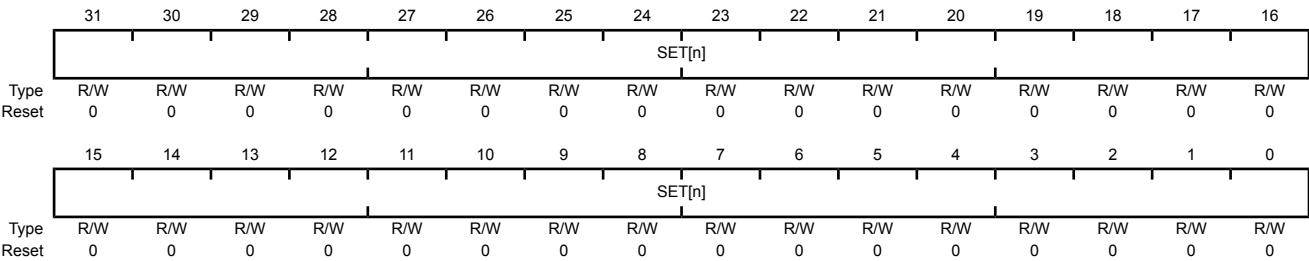 31 30 29 28 27 26 25 24 23 22 21 20 19 18 17 16
SET[n]
Type R/W R/W R/W R/W R/W R/W R/W R/W R/W R/W R/W R/W R/W R/W R/W R/W
Reset 0 0 0 0 0 0 0 0 0 0 0 0 0 0 0 0
15 14 13 12 11 10 9 8 7 6 5 4 3 2 1 0
SET[n]
Type R/W R/W R/W R/W R/W R/W R/W R/W R/W R/W R/W R/W R/W R/W R/W R/W
Reset 0 0 0 0 0 0 0 0 0 0 0 0 0 0 0 0